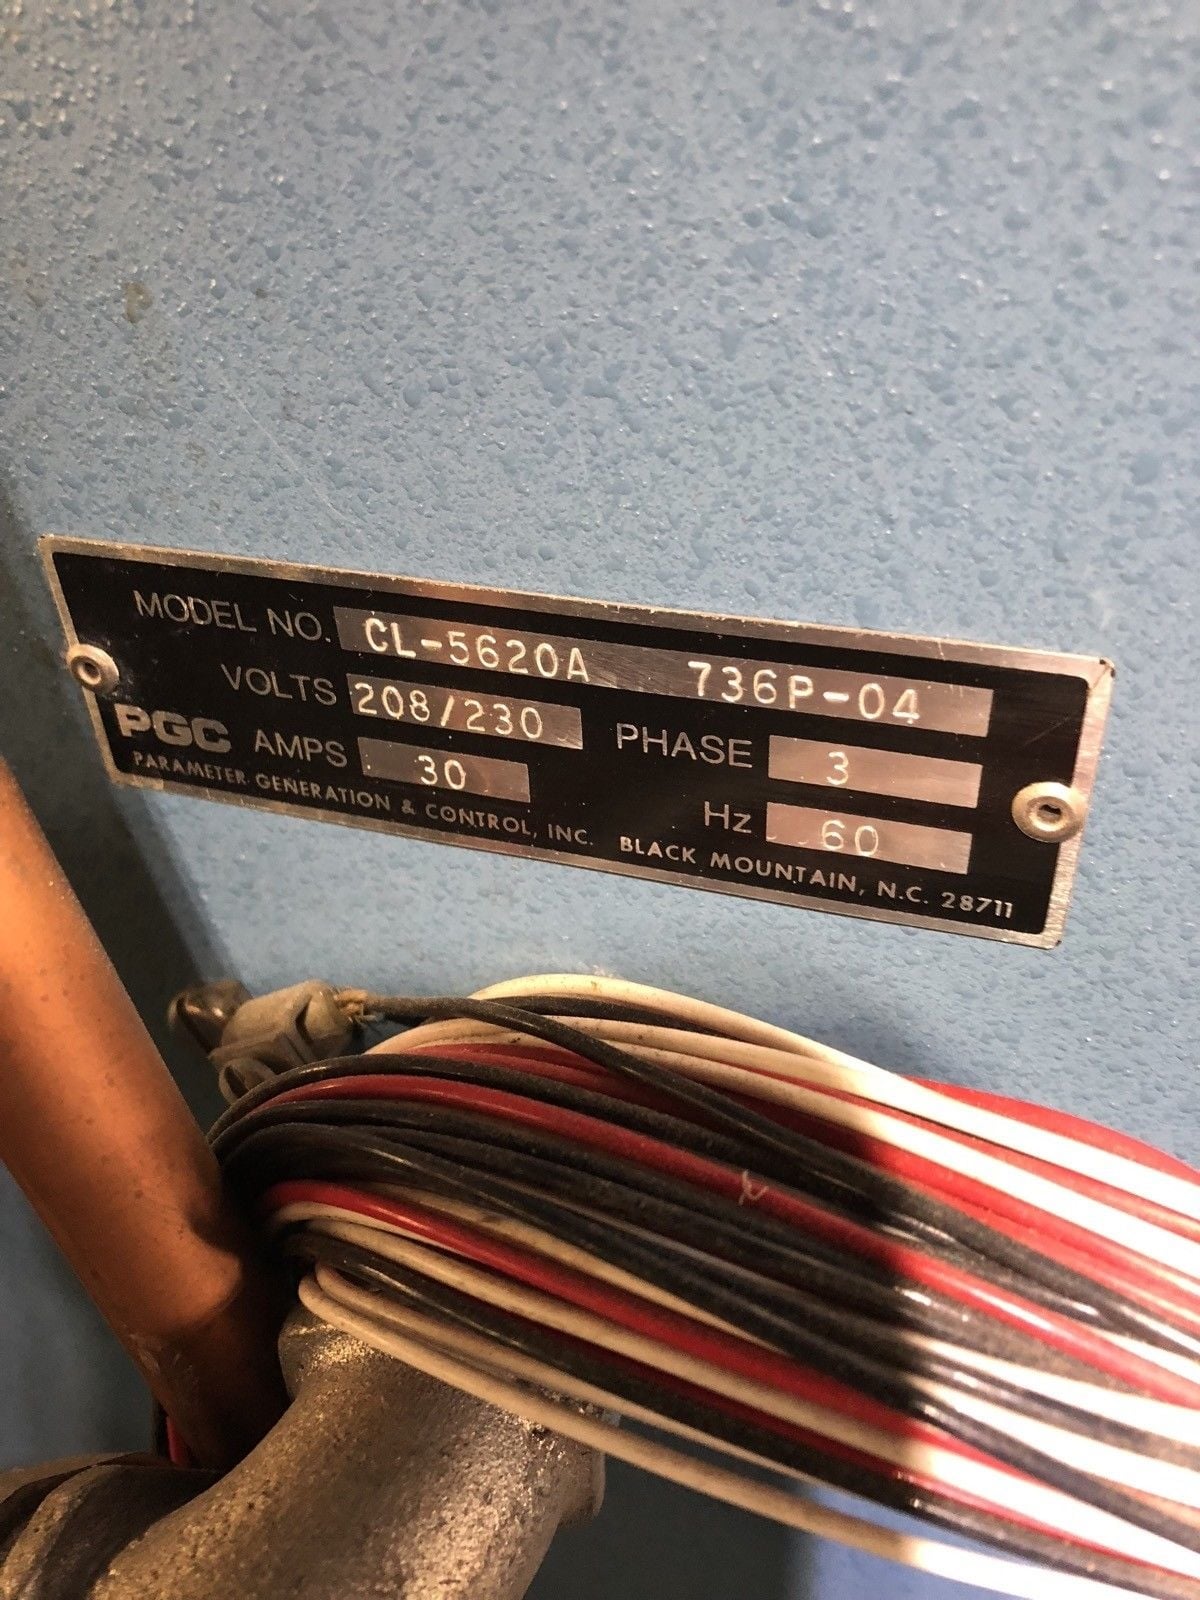 MODEL NO. CL-5620A 736P-04
VOLTS 208/230 PHASE 3
PGC AMPS 30 Hz 60
PARAMETER GENERATION & CONTROL, INC. BLACK MOUNTAIN, N.C. 28711